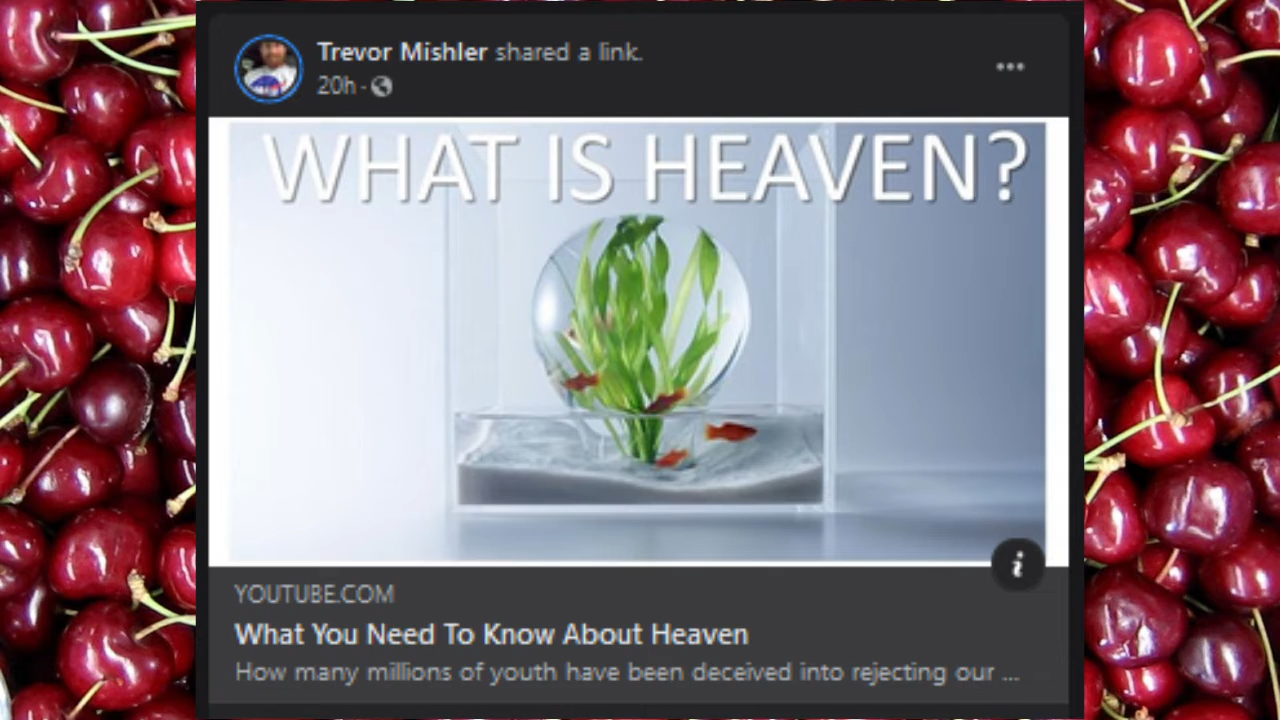 Trevor Mishler shared a link.
20h ·
WHAT IS HEAVEN?
i
YOUTUBE.COM
What You Need To Know About Heaven
How many millions of youth have been deceived into rejecting our ...